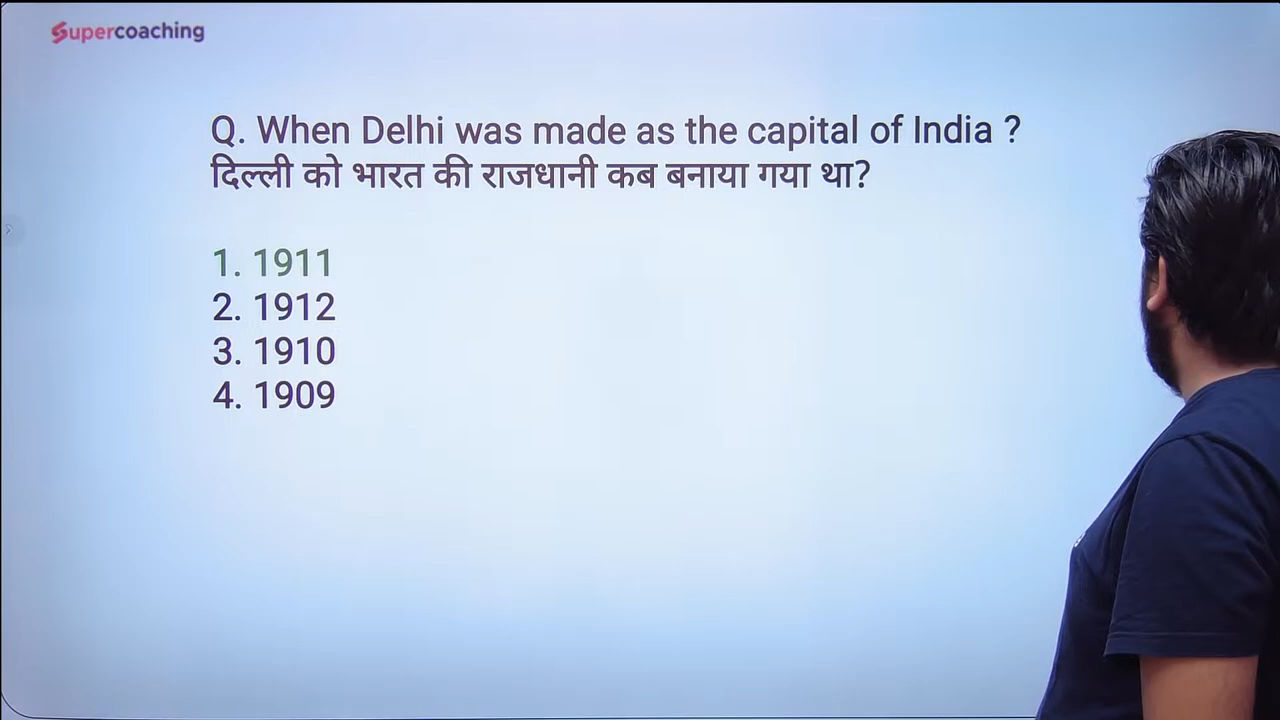 Supercoaching
Q. When Delhi was made as the capital of India ?
दिल्ली को भारत की राजधानी कब बनाया गया था?
1. 1911
2. 1912
3. 1910
4. 1909